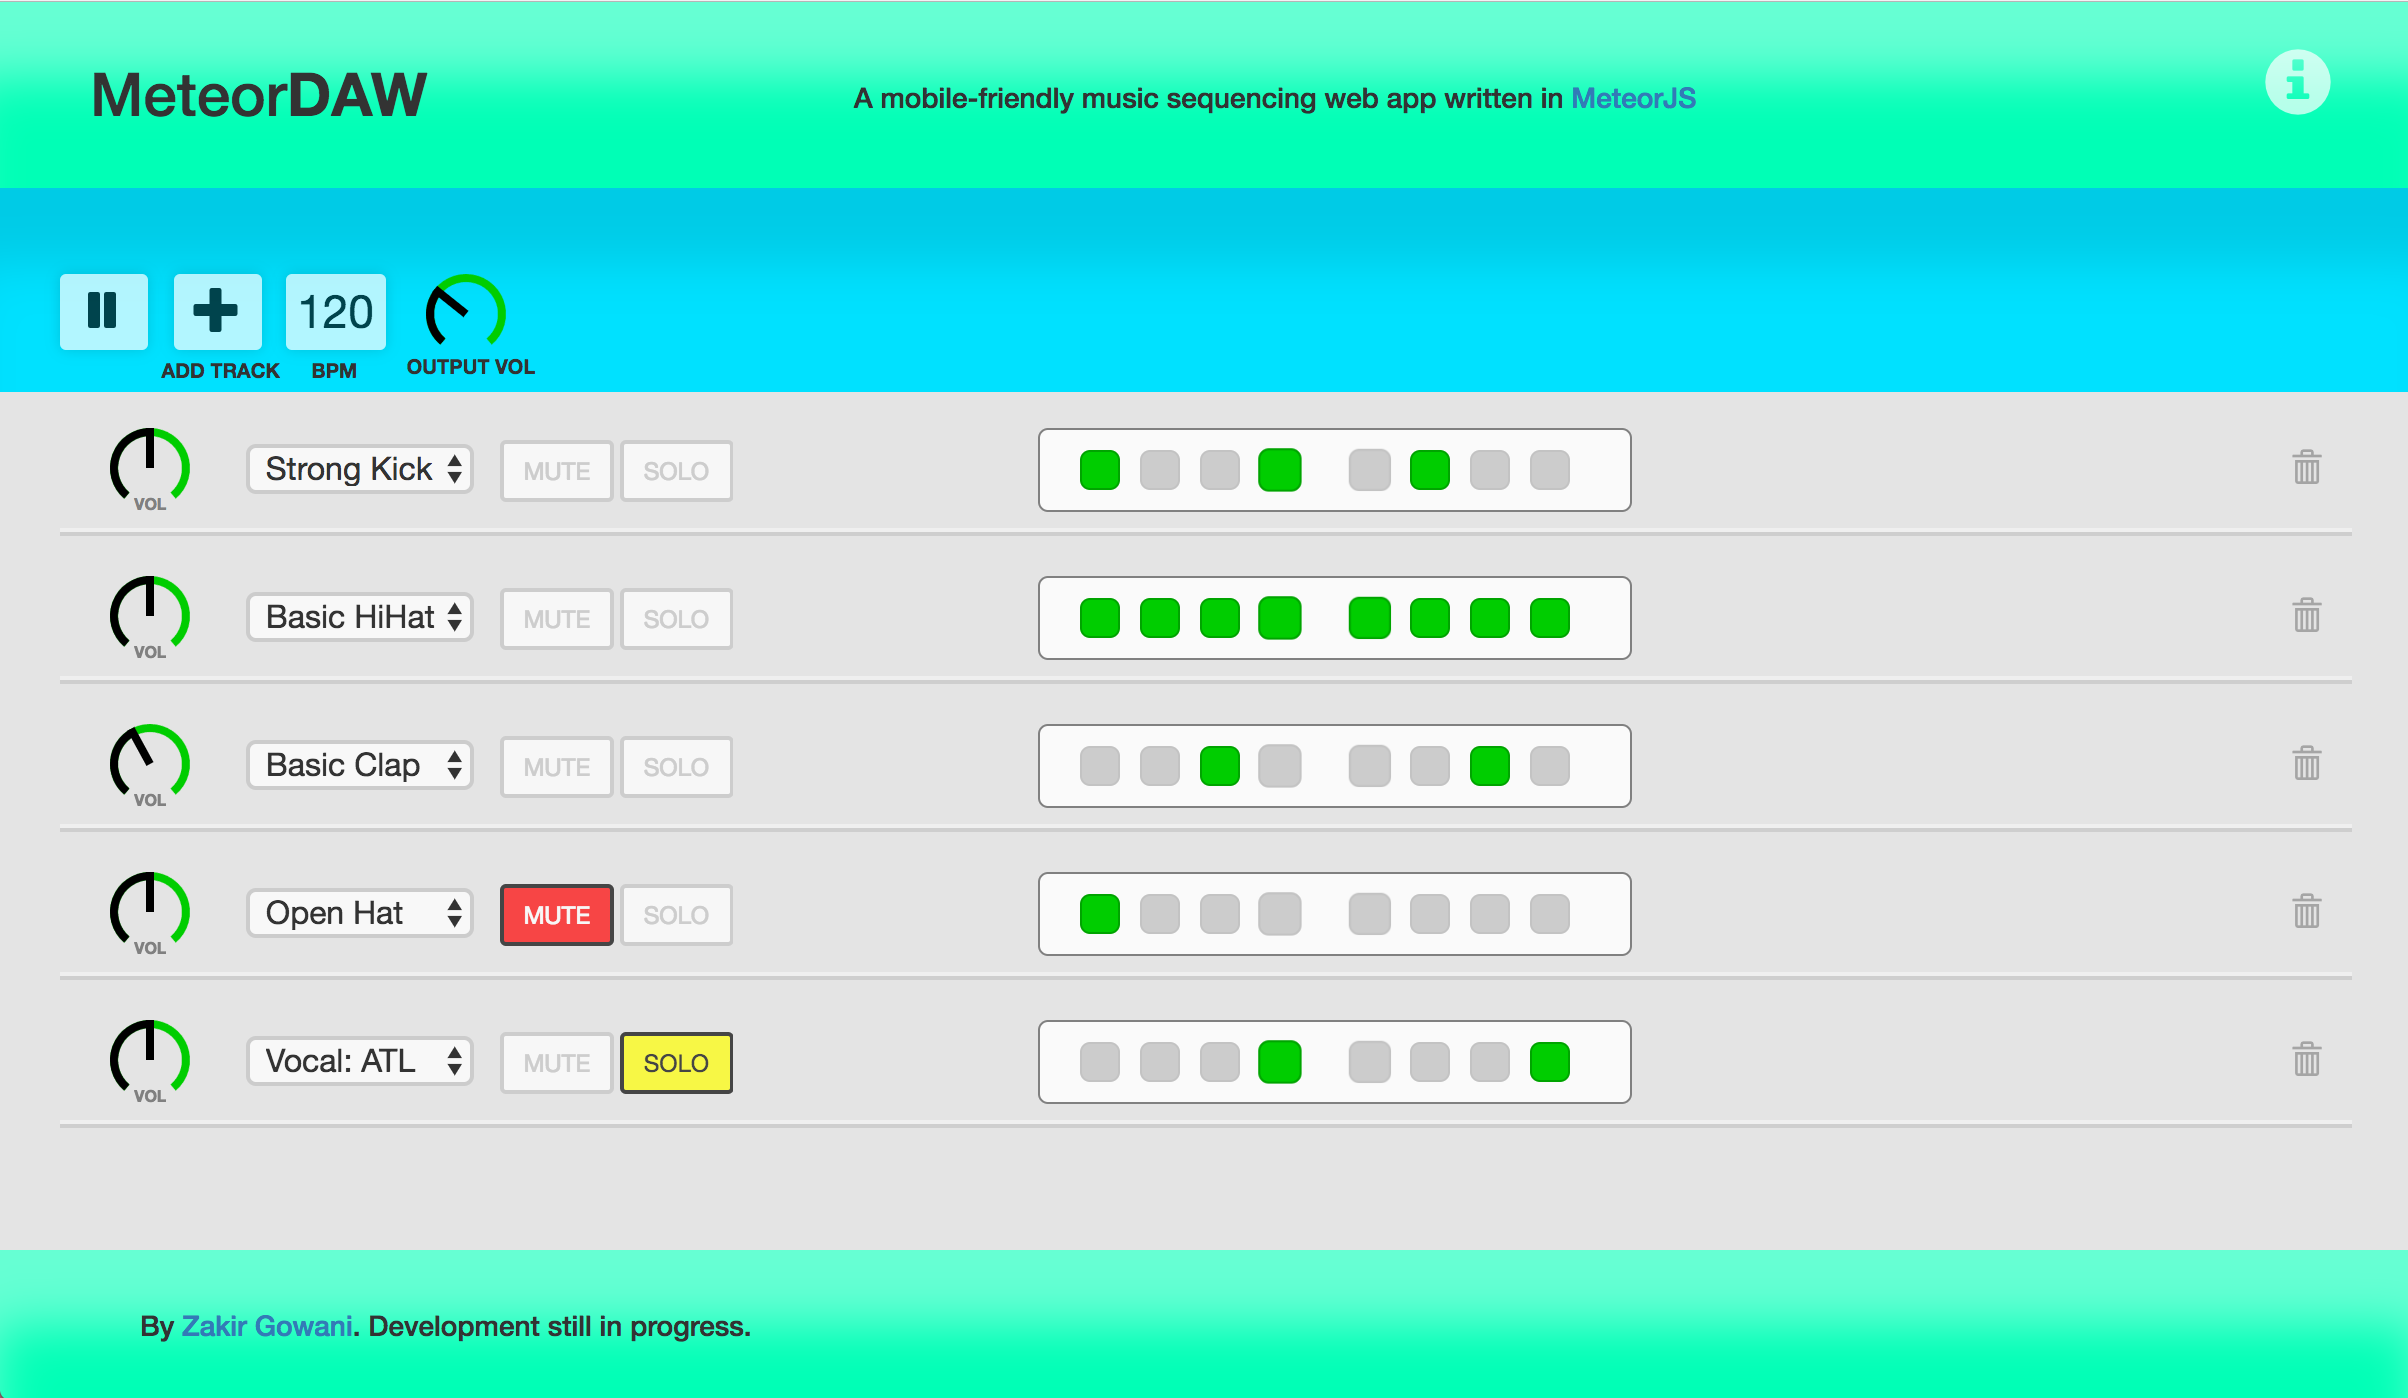 MeteorDAW
A mobile-friendly music sequencing web app written in MeteorJS
120
ADD TRACK
BPM
OUTPUT VOL
VOL
Strong Kick
MUTE
SOLO
VOL
Basic HiHat
MUTE
SOLO
VOL
Basic Clap
MUTE
SOLO
VOL
Open Hat
MUTE
SOLO
VOL
Vocal: ATL
MUTE
SOLO
By Zakir Gowani. Development still in progress.